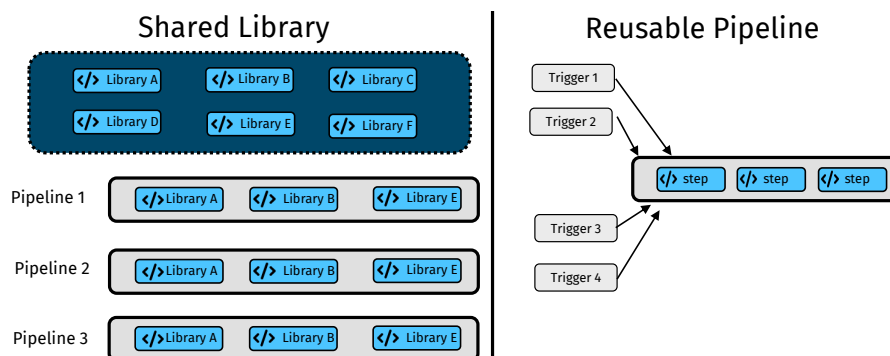 Shared Library
</> Library A
</> Library B
</> Library C
</> Library D
</> Library E
</> Library F
Pipeline 1
</> Library A
</> Library B
</> Library E
Pipeline 2
</> Library A
</> Library B
</> Library E
Pipeline 3
</> Library A
</> Library B
</> Library E
Reusable Pipeline
Trigger 1
Trigger 2
</> step
</> step
</> step
Trigger 3
Trigger 4